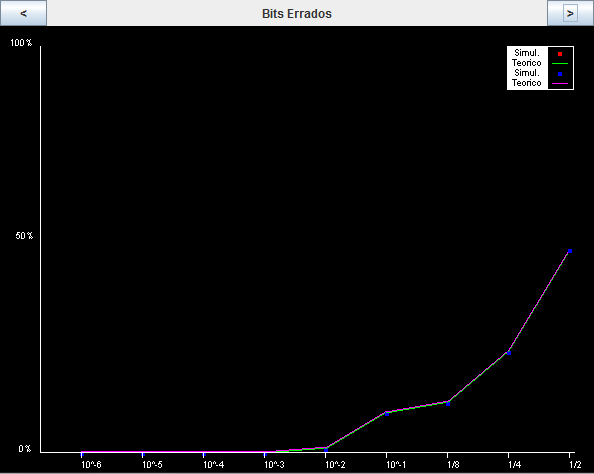 < Bits Errados >
100%
Simul.
Teorico
Simul.
Teorico
50%
0%
10^-6 10^-5 10^-4 10^-3 10^-2 10^-1 1/8 1/4 1/2